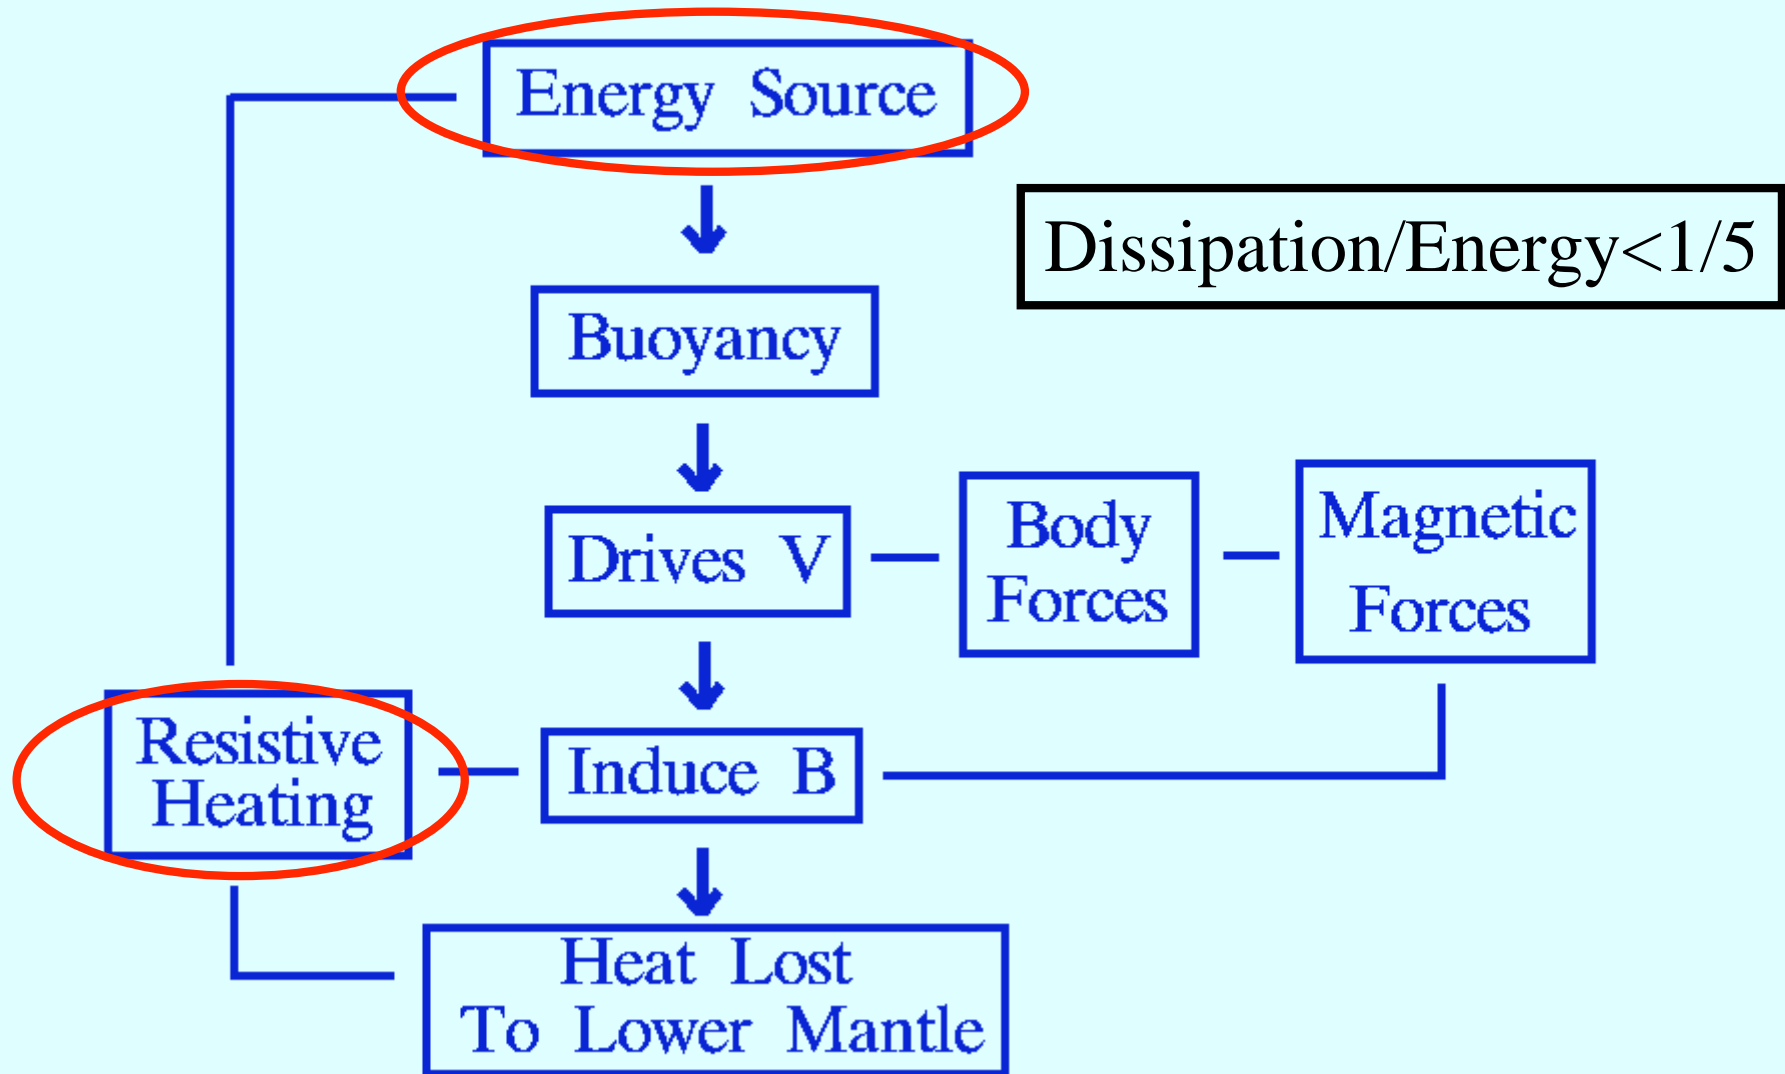 Energy Source
Dissipation/Energy<1/5
Buoyancy
Drives V
Body
Forces
Magnetic
Forces
Resistive
Heating
Induce B
Heat Lost
To Lower Mantle